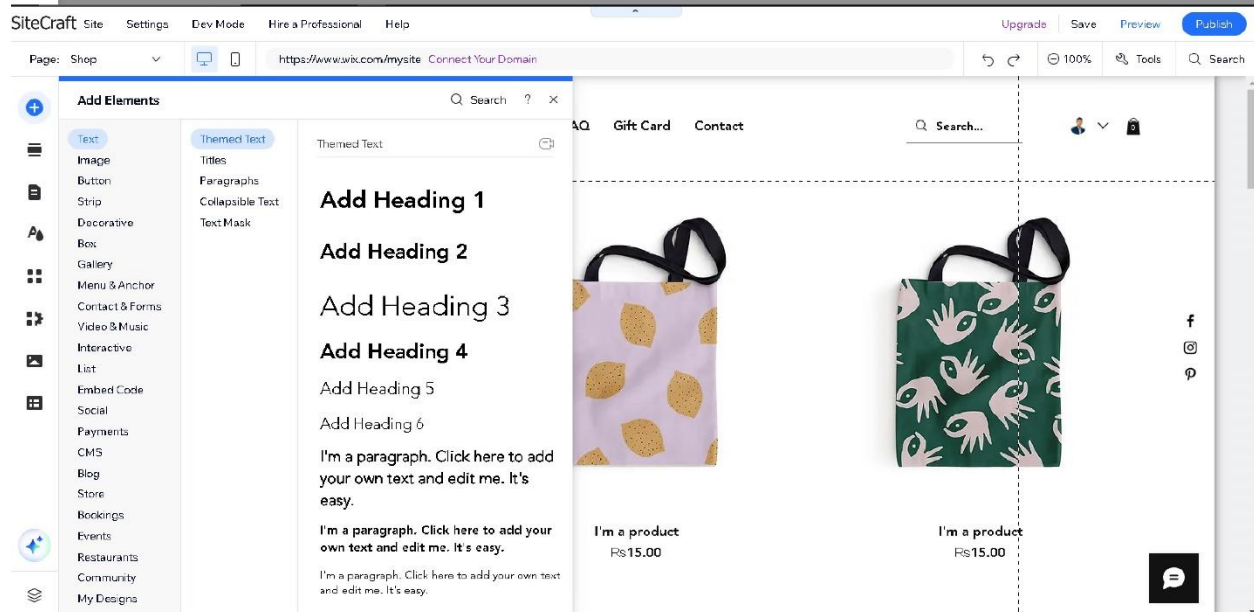 SiteCraft Site Settings Dev Mode Hire a Professional Help Upgrade Save Preview Publish
Page: Shop https://www.wix.com/mysite Connect Your Domain 100% Tools Search
Add Elements Search ? ×
Text
Image
Button
Strip
Decorative
Box
Gallery
Menu & Anchor
Contact & Forms
Video & Music
Interactive
List
Embed Code
Social
Payments
CMS
Blog
Store
Bookings
Events
Restaurants
Community
My Designs
Themed Text
Titles
Paragraphs
Collapsible Text
Text Mask
Themed Text
Add Heading 1
Add Heading 2
Add Heading 3
Add Heading 4
Add Heading 5
Add Heading 6
I'm a paragraph. Click here to add
your own text and edit me. It's
easy.
I'm a paragraph. Click here to add your
own text and edit me. It's easy.
I'm a paragraph. Click here to add your own text
and edit me. It's easy.
AQ Gift Card Contact Search... 0
I'm a product
Rs15.00
I'm a product
Rs15.00